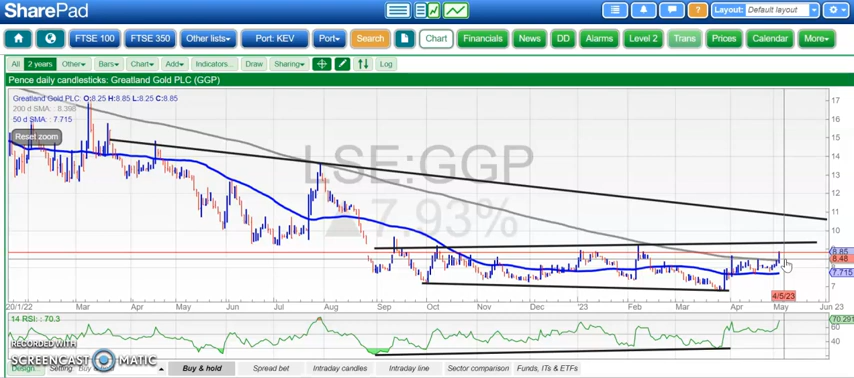 SharePad
Layout: Default layout
FTSE 100 FTSE 350 Other lists Port: KEV Port Search Chart Financials News DD Alarms Level 2 Trans Prices Calendar More
All 2 years Other Bars Chart Add Indicators... Draw Sharing Log
Pence daily candlesticks: Greatland Gold PLC (GGP)
Greatland Gold PLC: O:8.25 H:8.85 L:8.25 C:8.85
200 d SMA: : 8.398
50 d SMA: : 7.715
Reset zoom
LSE:GGP
▲7.93%
17
16
15
14
13
12
11
10
8.85
8.48
8
7.715
7
4/5/23
20/1/22 Mar Apr May Jun Jul Aug Sep Oct Nov Dec '23 Feb Mar Apr May Jun 23
14 RSI: : 70.3
70.291
60
40
RECORDED WITH
SCREENCAST MATIC
Design: Setting: Buy & hold Buy & hold Spread bet Intraday candles Intraday line Sector comparison Funds, ITs & ETFs